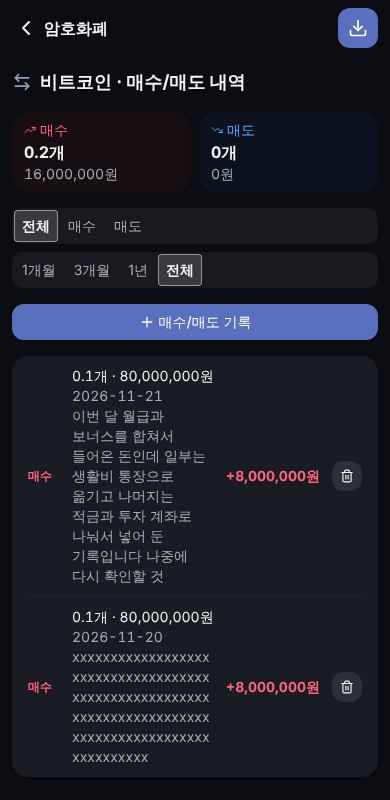 암호화폐
비트코인 · 매수/매도 내역
매수
0.2개
16,000,000원
매도
0개
0원
전체 매수 매도
1개월 3개월 1년 전체
+ 매수/매도 기록
0.1개 · 80,000,000원
2026-11-21
이번 달 월급과
보너스를 합쳐서
들어온 돈인데 일부는
매수 생활비 통장으로 +8,000,000원
옮기고 나머지는
적금과 투자 계좌로
나눠서 넣어 둔
기록입니다 나중에
다시 확인할 것
0.1개 · 80,000,000원
2026-11-20
xxxxxxxxxxxxxxxxxx
xxxxxxxxxxxxxxxxxx
매수 +8,000,000원
xxxxxxxxxxxxxxxxxx
xxxxxxxxxxxxxxxxxx
xxxxxxxxxxxxxxxxxx
xxxxxxxxxx